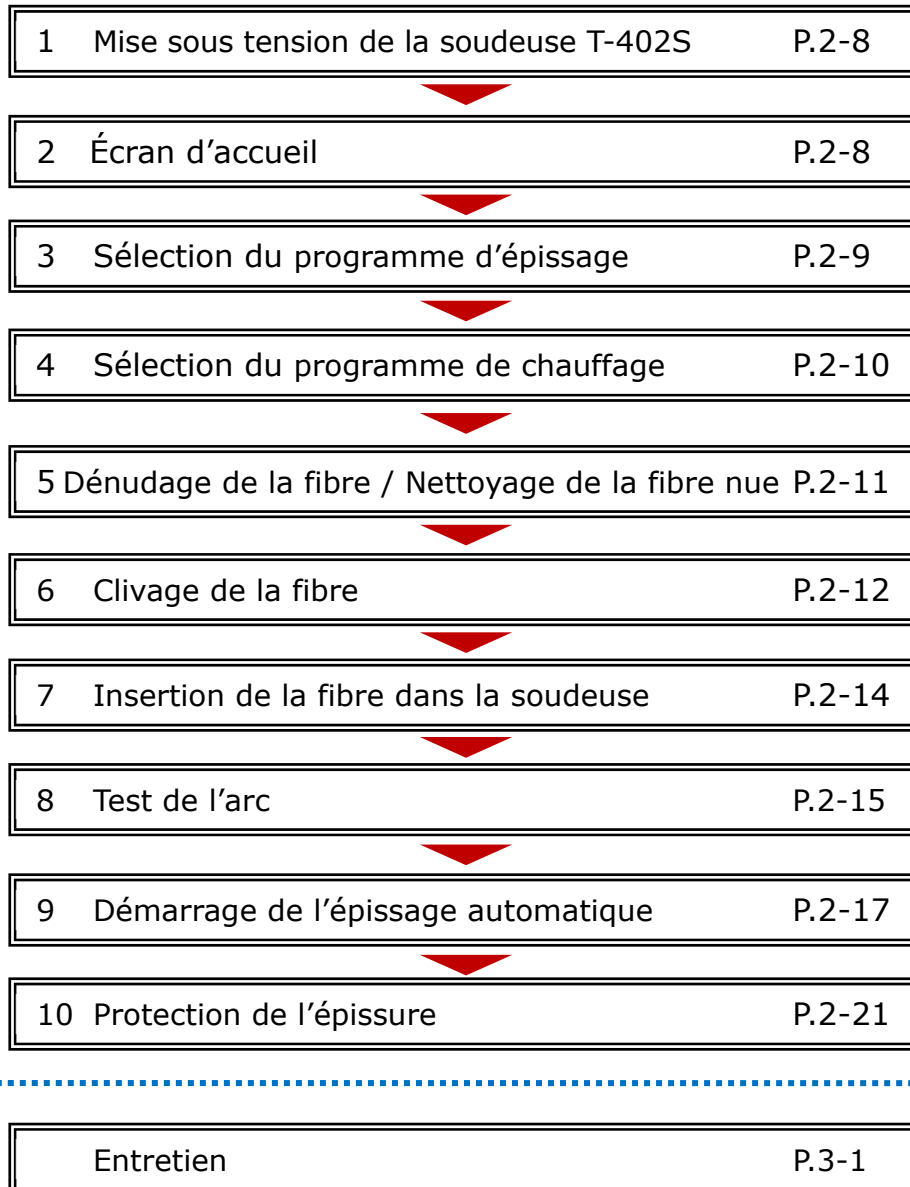 1 Mise sous tension de la soudeuse T-402S P.2-8
2 Écran d’accueil P.2-8
3 Sélection du programme d’épissage P.2-9
4 Sélection du programme de chauffage P.2-10
5 Dénudage de la fibre / Nettoyage de la fibre nue P.2-11
6 Clivage de la fibre P.2-12
7 Insertion de la fibre dans la soudeuse P.2-14
8 Test de l’arc P.2-15
9 Démarrage de l’épissage automatique P.2-17
10 Protection de l’épissure P.2-21
Entretien P.3-1